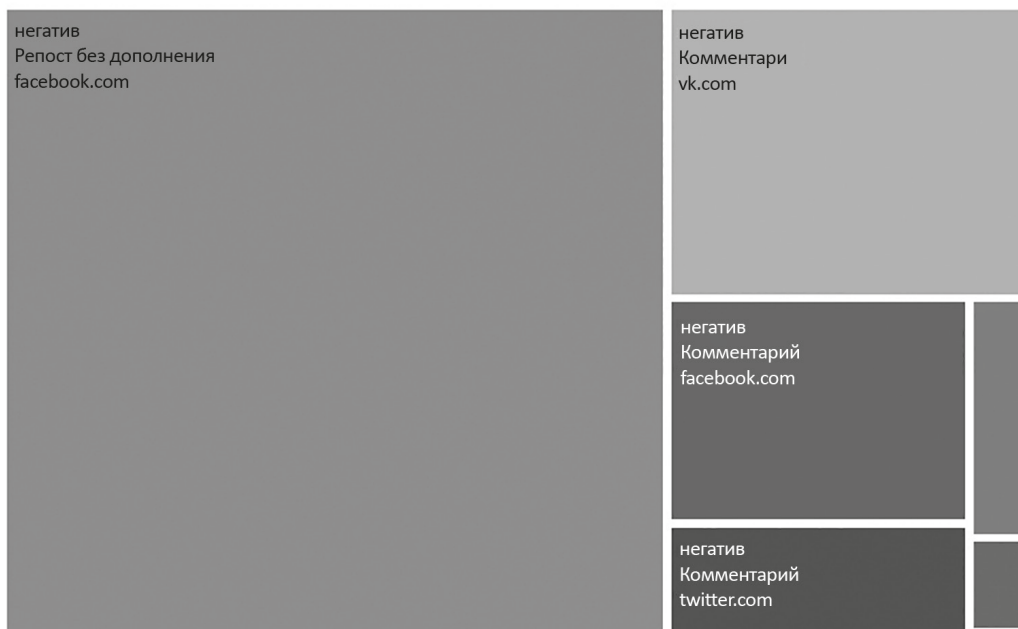 негатив
Репост без дополнения
facebook.com
негатив
Комментари
vk.com
негатив
Комментарий
facebook.com
негатив
Комментарий
twitter.com